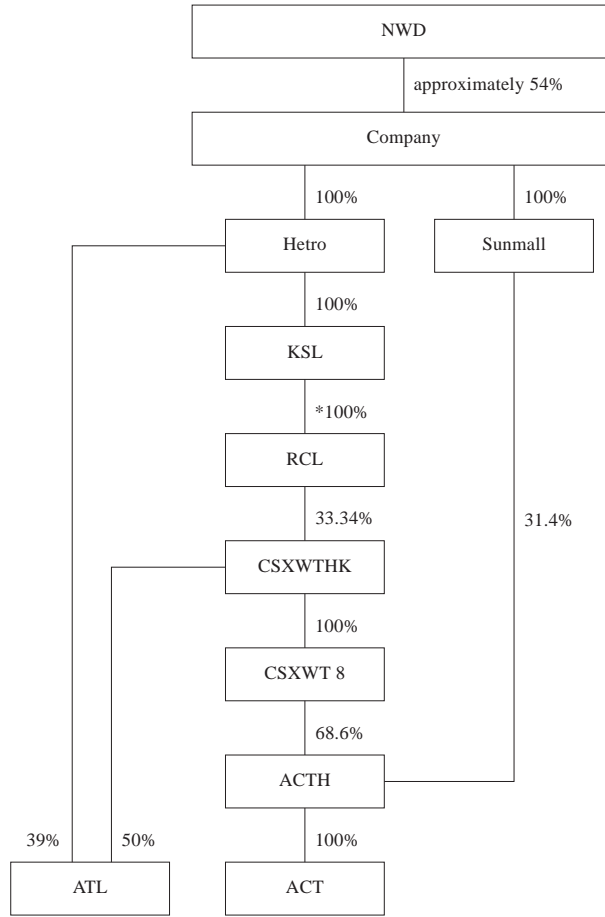 NWD
approximately 54%
Company
100%
100%
Hetro
Sunmall
100%
KSL
*100%
RCL
33.34%
31.4%
CSXWTHK
100%
CSXWT 8
68.6%
ACTH
39%
50%
100%
ATL
ACT